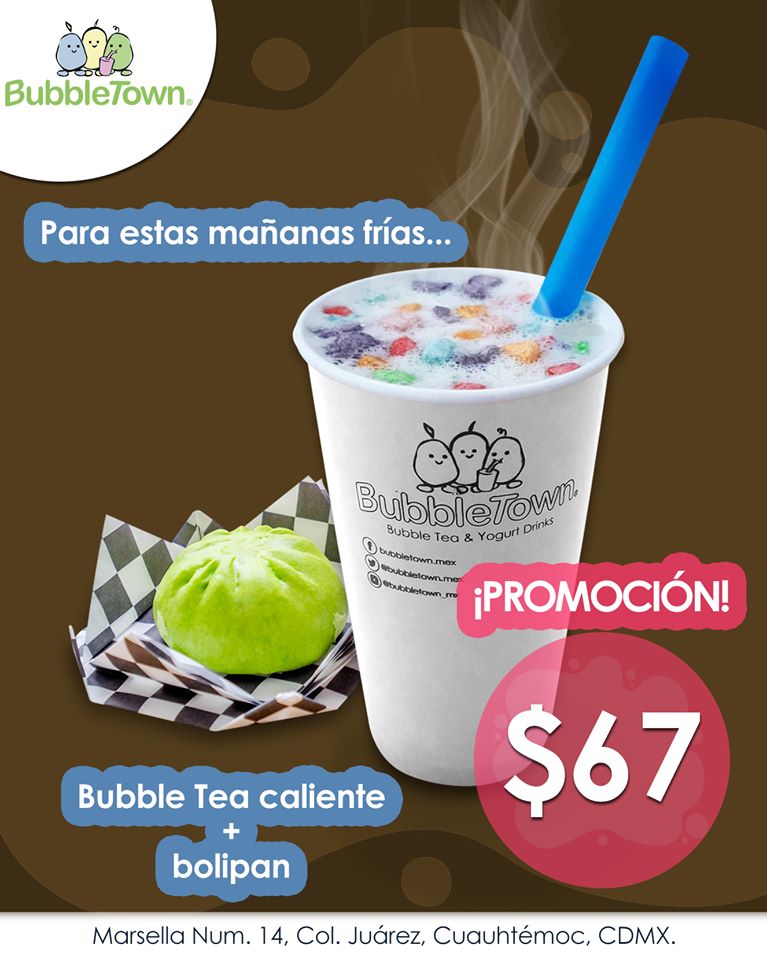 BubbleTown®
Para estas mañanas frías...
BubbleTown®
Bubble Tea & Yogurt Drinks
bubbletown.mex
@bubbletown.mex
@bubbletown_mx
¡PROMOCIÓN!
$67
Bubble Tea caliente
+
bolipan
Marsella Num. 14, Col. Juárez, Cuauhtémoc, CDMX.